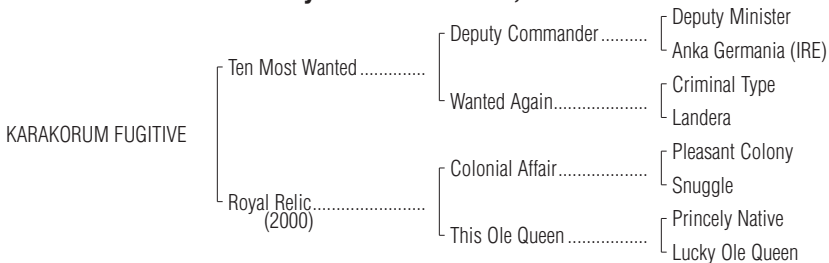 Deputy Minister
Deputy Commander..........
Anka Germania (IRE)
Ten Most Wanted..............
Criminal Type
Wanted Again....................
Landera
KARAKORUM FUGITIVE
Pleasant Colony
Colonial Affair...................
Snuggle
Royal Relic........................
(2000)
Princely Native
This Ole Queen .................
Lucky Ole Queen